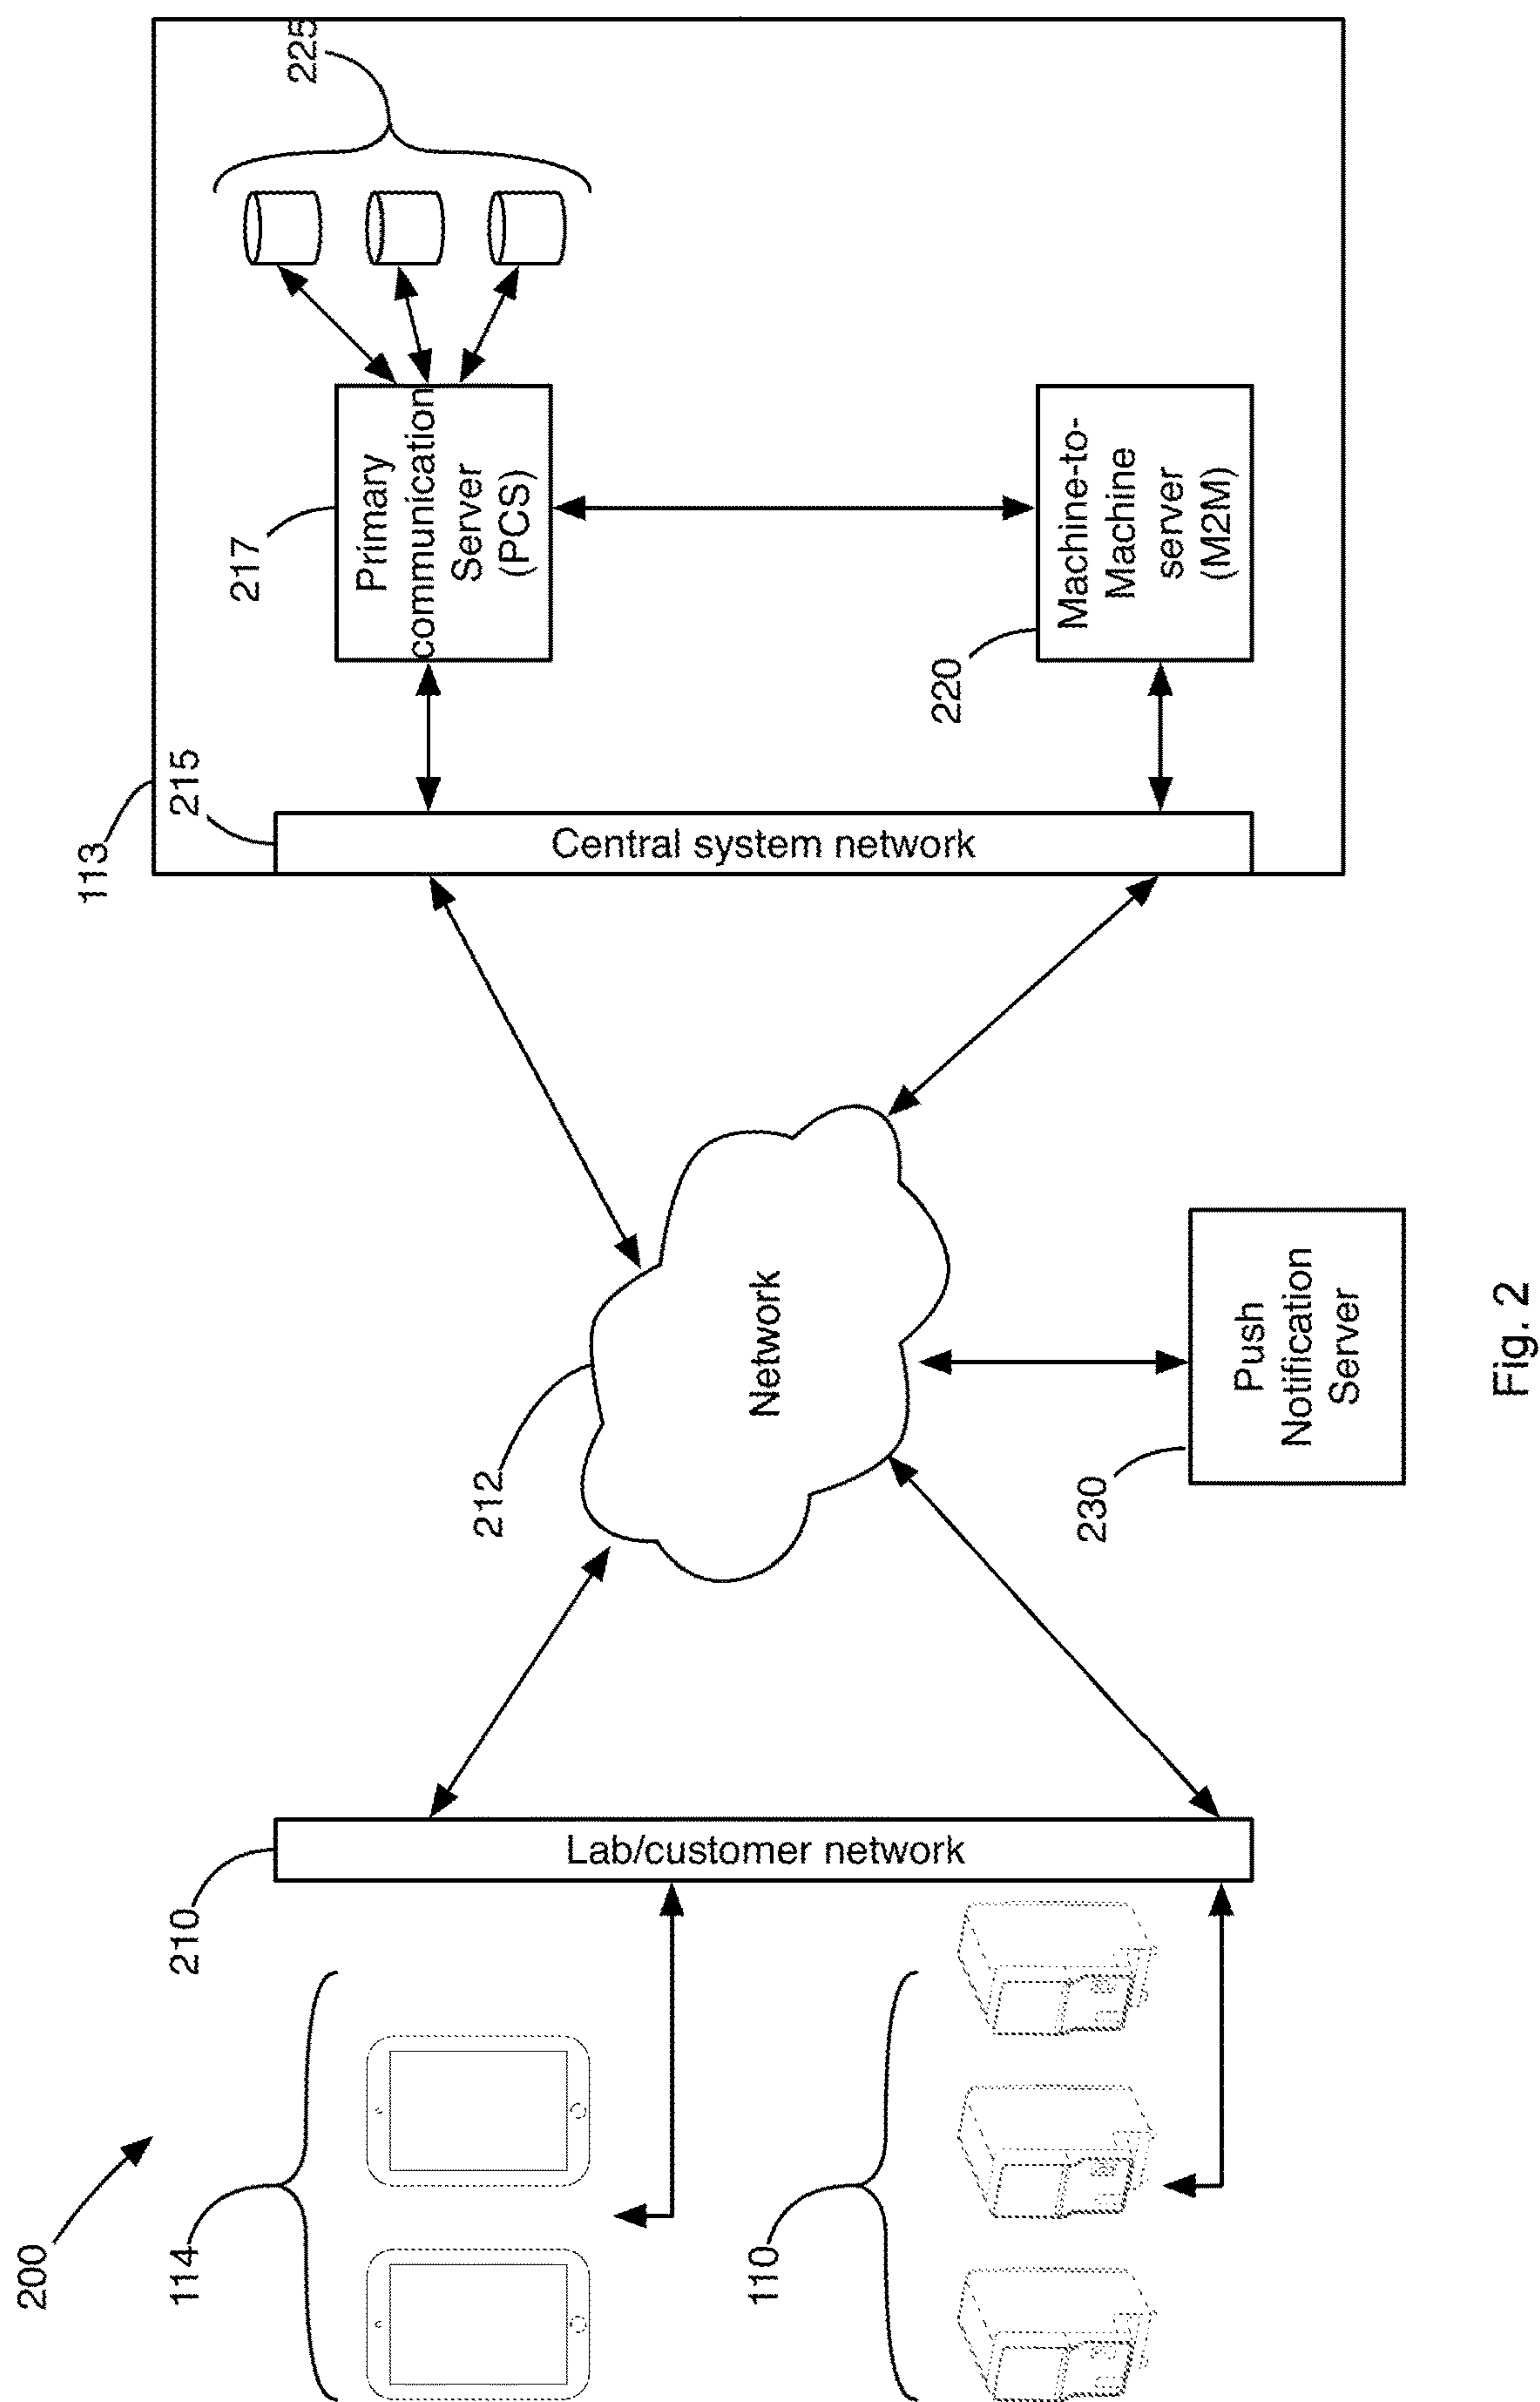 200
114
110
210
Lab/customer network
212
Network
230
Push
Notification
Server
113
215
Central system network
217
Primary
communication
Server
(PCS)
220
Machine-to-
Machine
server
(M2M)
225
Fig. 2